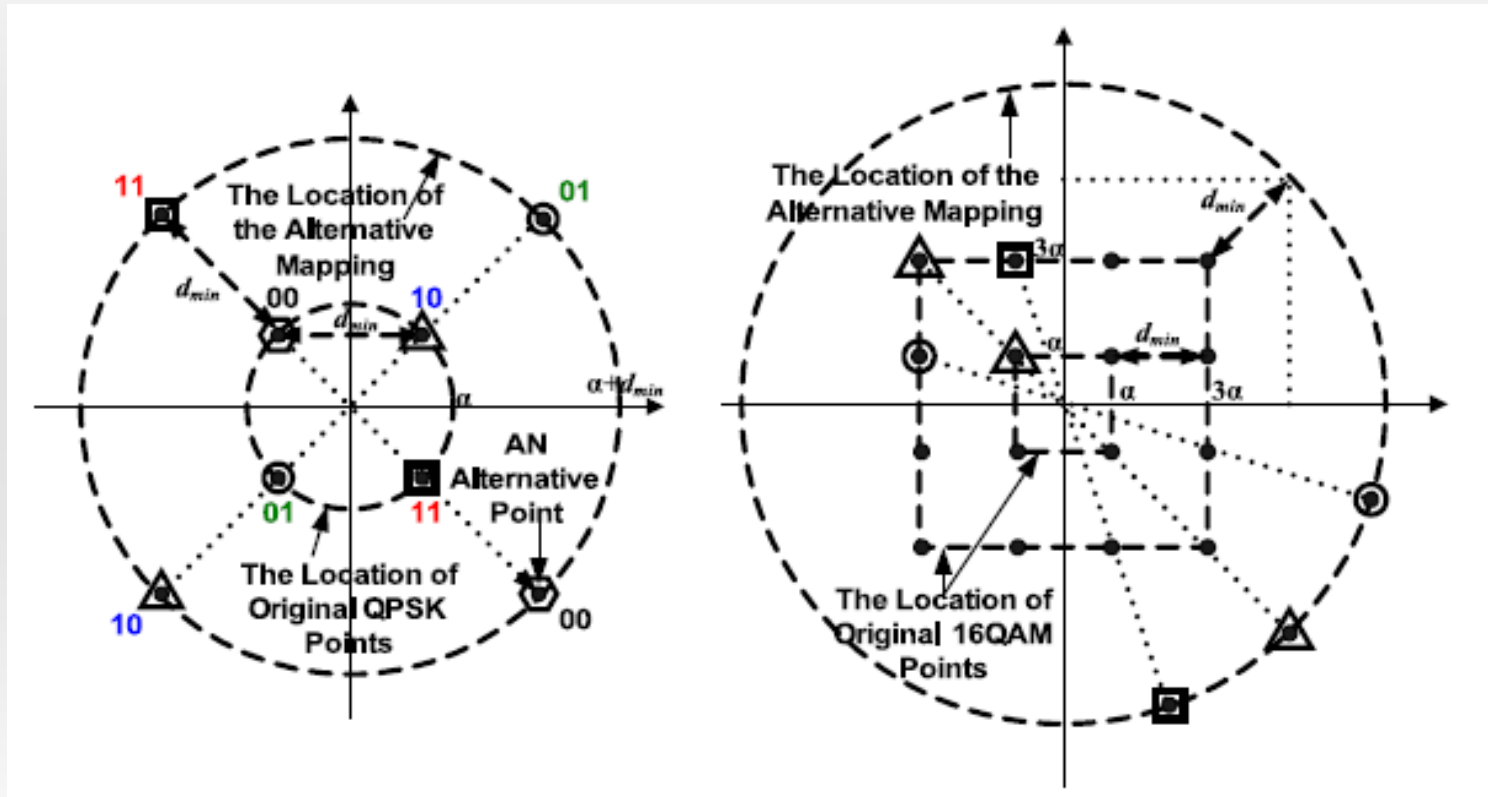 11
The Location of
the Alternative
Mapping
01
d_min
00
10
d_min
α
α+d_min
AN
Alternative
Point
01
11
The Location of
Original QPSK
Points
10
00
The Location of the
Alternative Mapping
d_min
3α
α
d_min
α
3α
The Location of
Original 16QAM
Points